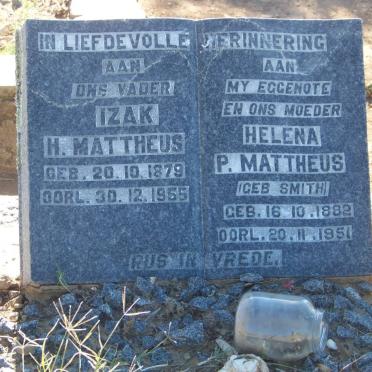 IN LIEFDEVOLLE HERINNERING
AAN
ONS VADER
IZAK
H. MATTHEUS
GEB. 20.10.1879
OORL. 30.12.1955
AAN
MY EGGENOTE
EN ONS MOEDER
HELENA
P. MATTHEUS
(GEB SMITH)
GEB. 16.10.1882
OORL. 20.11.1951
RUS IN VREDE.